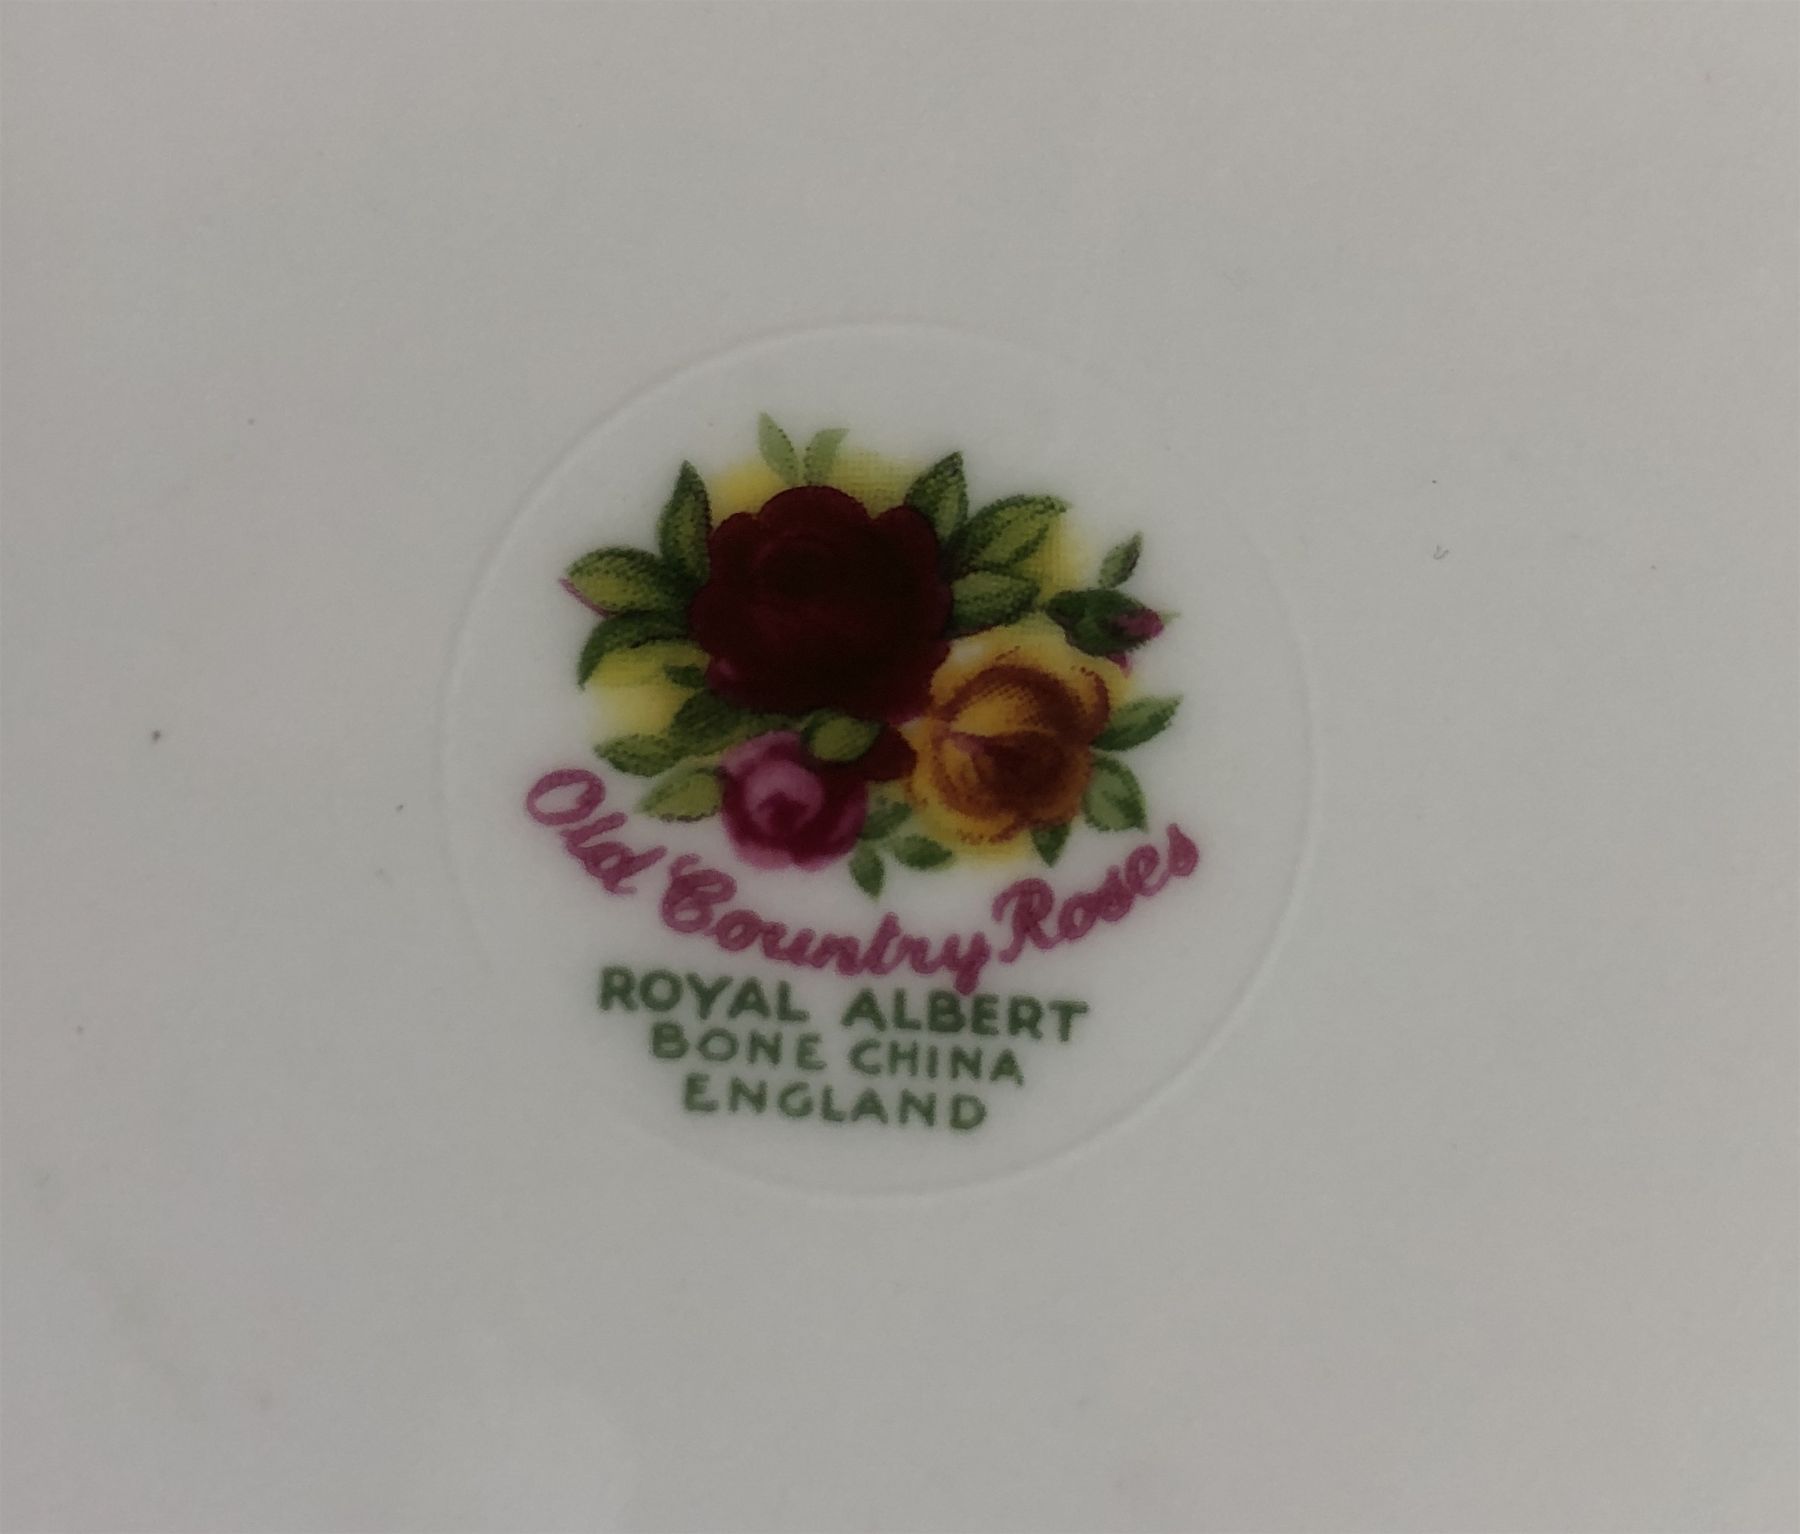 Old Country Roses
ROYAL ALBERT
BONE CHINA
ENGLAND